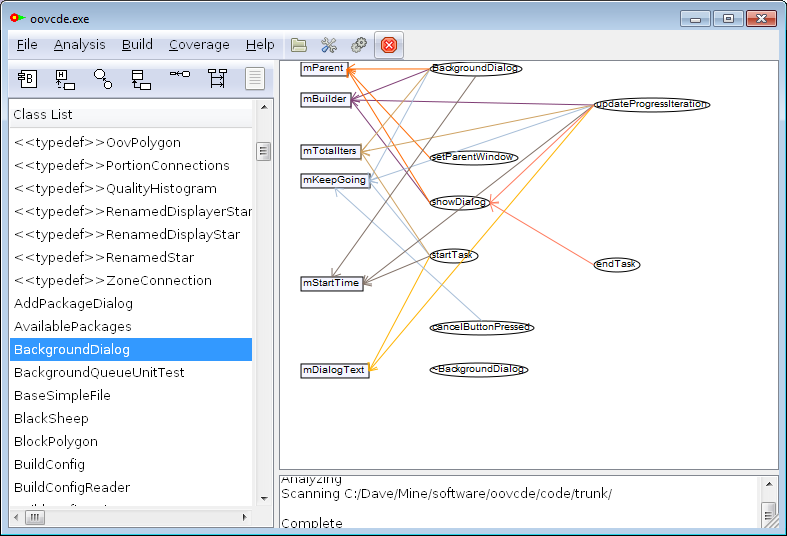 oovcde.exe
File Analysis Build Coverage Help
B
H
Class List
<<typedef>>OovPolygon
<<typedef>>PortionConnections
<<typedef>>QualityHistogram
<<typedef>>RenamedDisplayerStar
<<typedef>>RenamedDisplayStar
<<typedef>>RenamedStar
<<typedef>>ZoneConnection
AddPackageDialog
AvailablePackages
BackgroundDialog
BackgroundQueueUnitTest
BaseSimpleFile
BlackSheep
BlockPolygon
BuildConfig
BuildConfigReader
mParent
BackgroundDialog
mBuilder
updateProgressIteration
mTotalIters
setParentWindow
mKeepGoing
showDialog
startTask
endTask
mStartTime
cancelButtonPressed
mDialogText
~BackgroundDialog
Analyzing
Scanning C:/Dave/Mine/software/oovcde/code/trunk/
Complete